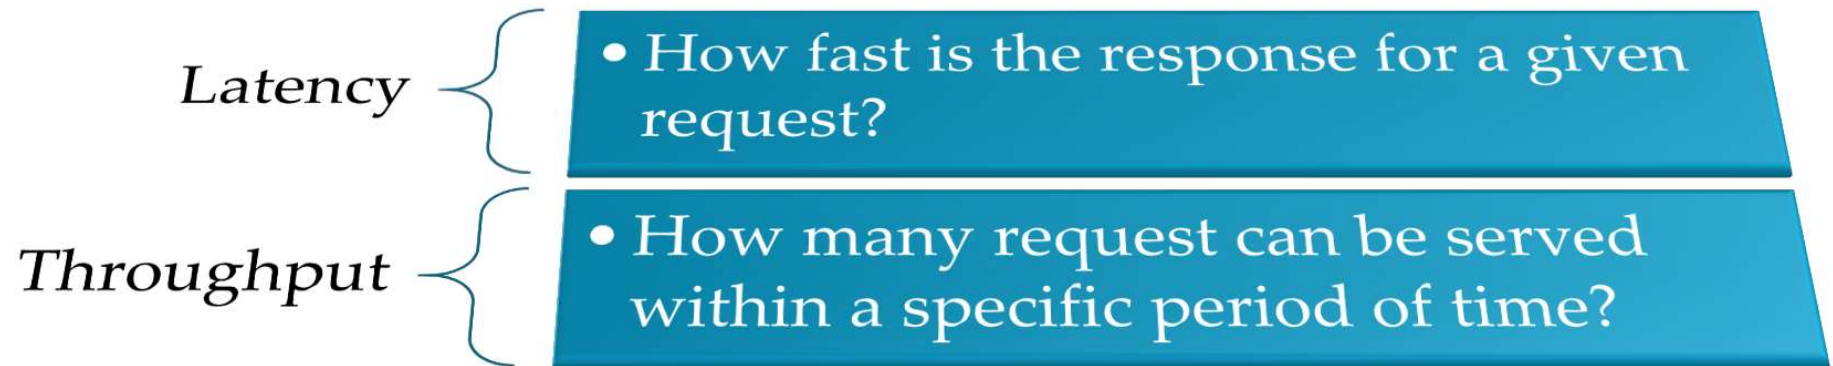 Latency
• How fast is the response for a given
request?
Throughput
• How many request can be served
within a specific period of time?